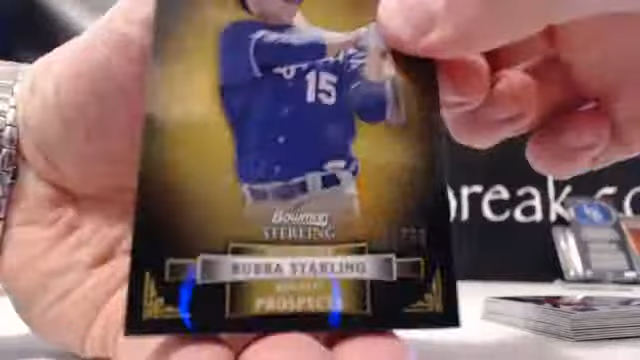 15
Bowman
STERLING
BUBBA STARLING
PROSPECTS
break.co